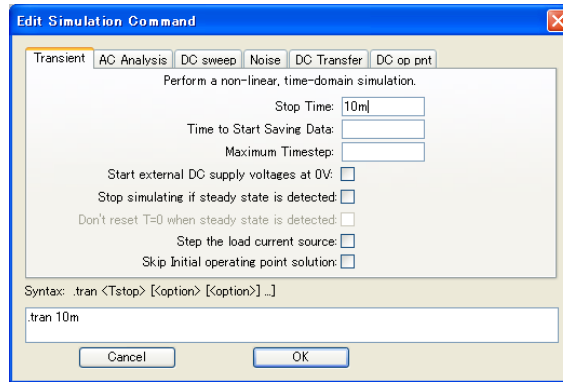 Edit Simulation Command
Transient AC Analysis DC sweep Noise DC Transfer DC op pnt
Perform a non-linear, time-domain simulation.
Stop Time: 10m
Time to Start Saving Data:
Maximum Timestep:
Start external DC supply voltages at 0V:
Stop simulating if steady state is detected:
Don't reset T=0 when steady state is detected:
Step the load current source:
Skip Initial operating point solution:
Syntax: .tran <Tstop> [<option> [<option>] ...]
.tran 10m
Cancel OK